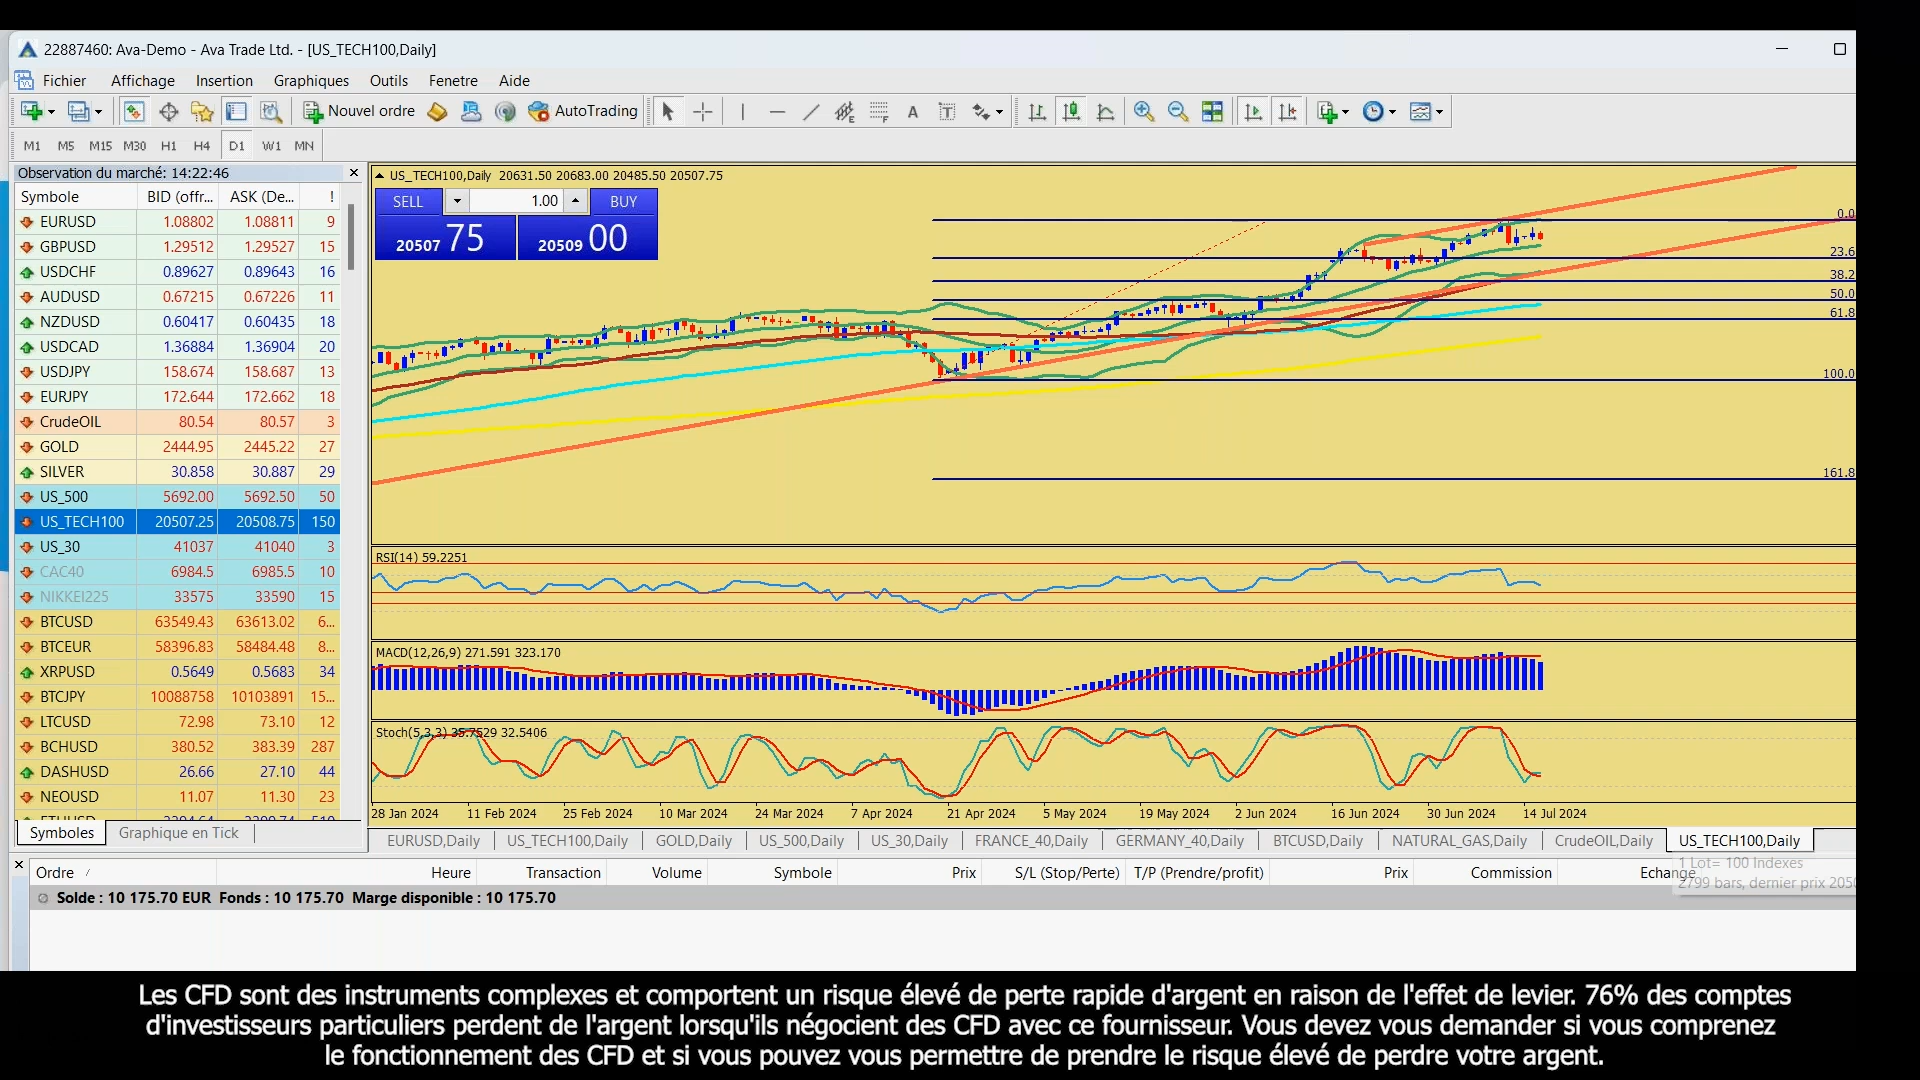 22887460: Ava-Demo - Ava Trade Ltd. - [US_TECH100,Daily]
Fichier Affichage Insertion Graphiques Outils Fenetre Aide
Nouvel ordre AutoTrading
M1 M5 M15 M30 H1 H4 D1 W1 MN
Observation du marché: 14:22:46
Symbole BID (offr... ASK (De... !
EURUSD 1.08802 1.08811 9
GBPUSD 1.29512 1.29527 15
USDCHF 0.89627 0.89643 16
AUDUSD 0.67215 0.67226 11
NZDUSD 0.60417 0.60435 18
USDCAD 1.36884 1.36904 20
USDJPY 158.674 158.687 13
EURJPY 172.644 172.662 18
CrudeOIL 80.54 80.57 3
GOLD 2444.95 2445.22 27
SILVER 30.858 30.887 29
US_500 5692.00 5692.50 50
US_TECH100 20507.25 20508.75 150
US_30 41037 41040 3
CAC40 6984.5 6985.5 10
NIKKEI225 33575 33590 15
BTCUSD 63549.43 63613.02 6...
BTCEUR 58396.83 58484.48 8...
XRPUSD 0.5649 0.5683 34
BTCJPY 10088758 10103891 15...
LTCUSD 72.98 73.10 12
BCHUSD 380.52 383.39 287
DASHUSD 26.66 27.10 44
NEOUSD 11.07 11.30 23
Symboles Graphique en Tick
US_TECH100,Daily 20631.50 20683.00 20485.50 20507.75
SELL 1.00 BUY
20507 75 20509 00
0.0
23.6
38.2
50.0
61.8
100.0
161.8
RSI(14) 59.2251
MACD(12,26,9) 271.591 323.170
Stoch(5,3,3) 35.7529 32.5406
28 Jan 2024 11 Feb 2024 25 Feb 2024 10 Mar 2024 24 Mar 2024 7 Apr 2024 21 Apr 2024 5 May 2024 19 May 2024 2 Jun 2024 16 Jun 2024 30 Jun 2024 14 Jul 2024
EURUSD,Daily US_TECH100,Daily GOLD,Daily US_500,Daily US_30,Daily FRANCE_40,Daily GERMANY_40,Daily BTCUSD,Daily NATURAL_GAS,Daily CrudeOIL,Daily US_TECH100,Daily
1 Lot= 100 Indexes
2799 bars, dernier prix 2050
Ordre Heure Transaction Volume Symbole Prix S/L (Stop/Perte) T/P (Prendre/profit) Prix Commission Echange
Solde : 10 175.70 EUR Fonds : 10 175.70 Marge disponible : 10 175.70
Les CFD sont des instruments complexes et comportent un risque élevé de perte rapide d'argent en raison de l'effet de levier. 76% des comptes
d'investisseurs particuliers perdent de l'argent lorsqu'ils négocient des CFD avec ce fournisseur. Vous devez vous demander si vous comprenez
le fonctionnement des CFD et si vous pouvez vous permettre de prendre le risque élevé de perdre votre argent.